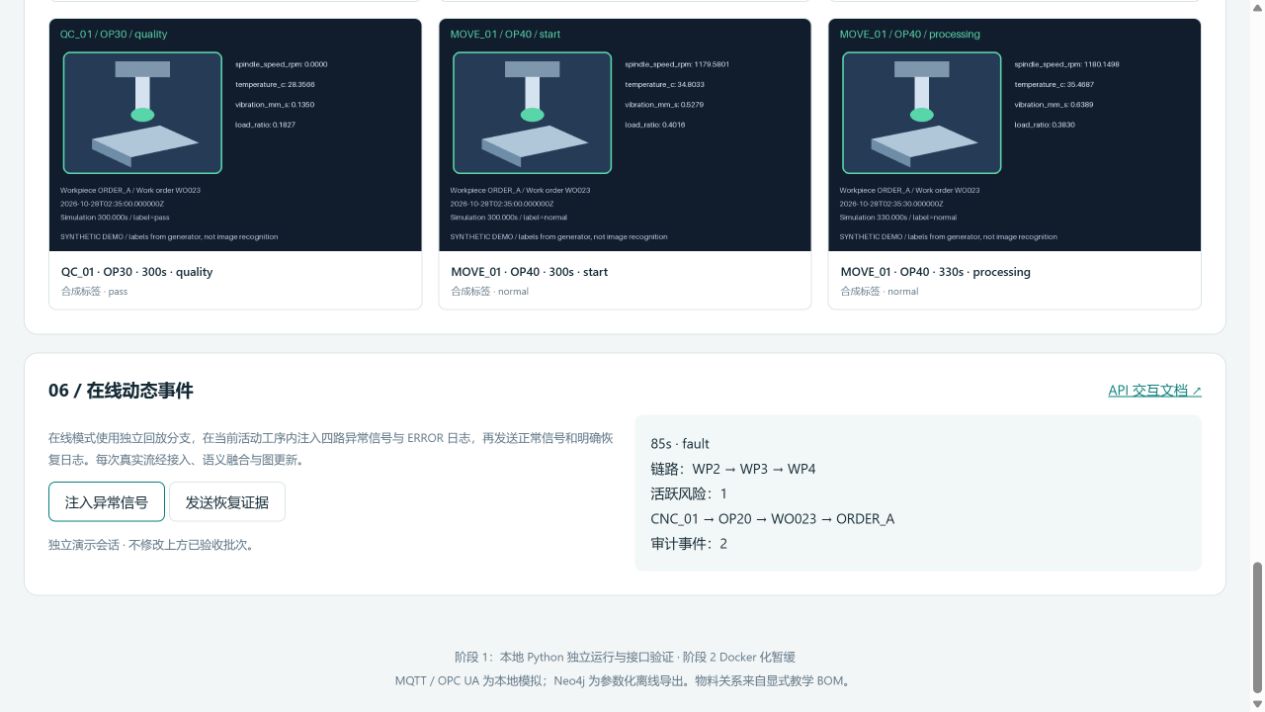 QC_01 / OP30 / quality
spindle_speed_rpm: 0.0000
temperature_c: 28.3566
vibration_mm_s: 0.1350
load_ratio: 0.1827
Workpiece ORDER_A / Work order WO023
2026-10-28T02:35:00.000000Z
Simulation 300.000s / label=pass
SYNTHETIC DEMO / labels from generator, not image recognition
QC_01 · OP30 · 300s · quality
合成标签 · pass
MOVE_01 / OP40 / start
spindle_speed_rpm: 1179.5801
temperature_c: 34.8033
vibration_mm_s: 0.5279
load_ratio: 0.4016
Workpiece ORDER_A / Work order WO023
2026-10-28T02:35:00.000000Z
Simulation 300.000s / label=normal
SYNTHETIC DEMO / labels from generator, not image recognition
MOVE_01 · OP40 · 300s · start
合成标签 · normal
MOVE_01 / OP40 / processing
spindle_speed_rpm: 1180.1498
temperature_c: 35.4687
vibration_mm_s: 0.6389
load_ratio: 0.3830
Workpiece ORDER_A / Work order WO023
2026-10-28T02:35:30.000000Z
Simulation 330.000s / label=normal
SYNTHETIC DEMO / labels from generator, not image recognition
MOVE_01 · OP40 · 330s · processing
合成标签 · normal
06 / 在线动态事件
API 交互文档 ↗
在线模式使用独立回放分支，在当前活动工序内注入四路异常信号与 ERROR 日志，再发送正常信号和明确恢
复日志。每次真实流经接入、语义融合与图更新。
注入异常信号
发送恢复证据
独立演示会话 · 不修改上方已验收批次。
85s · fault
链路：WP2 → WP3 → WP4
活跃风险：1
CNC_01 → OP20 → WO023 → ORDER_A
审计事件：2
阶段 1：本地 Python 独立运行与接口验证 · 阶段 2 Docker 化暂缓
MQTT / OPC UA 为本地模拟；Neo4j 为参数化离线导出。物料关系来自显式教学 BOM。